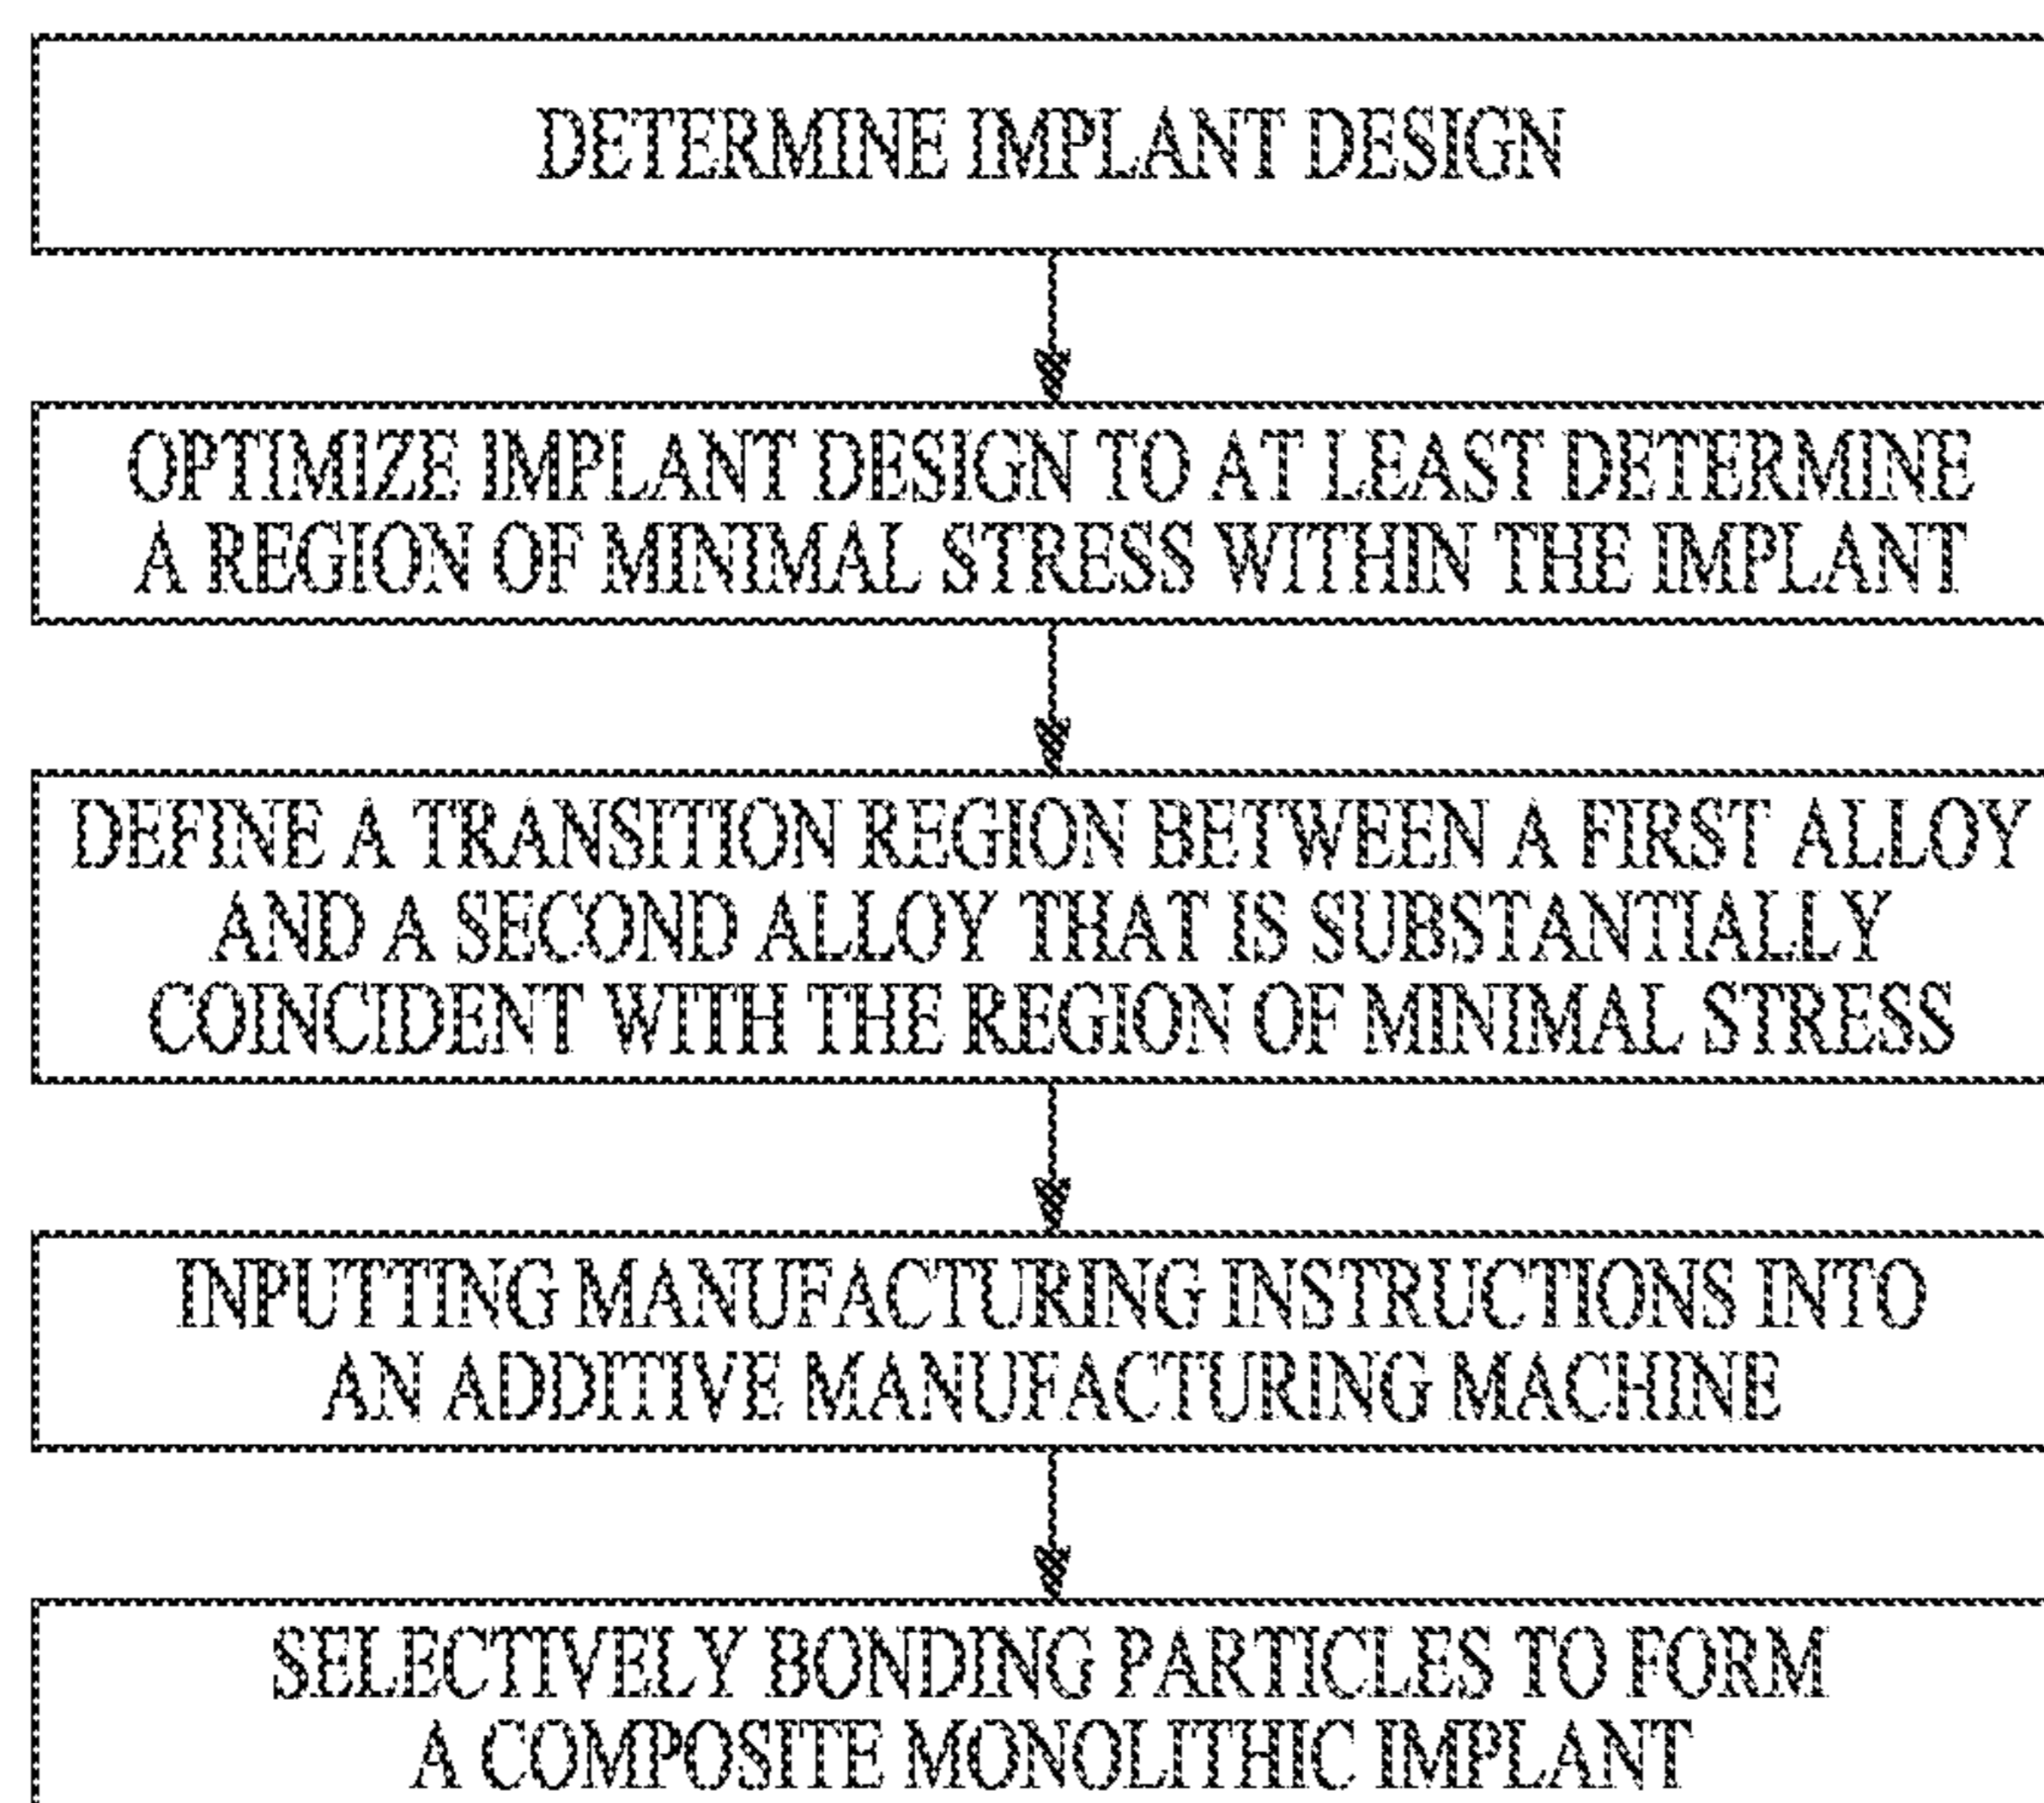 DETERMINE IMPLANT DESIGN
OPTIMIZE IMPLANT DESIGN TO AT LEAST DETERMINE
A REGION OF MINIMAL STRESS WITHIN THE IMPLANT
DEFINE A TRANSITION REGION BETWEEN A FIRST ALLOY
AND A SECOND ALLOY THAT IS SUBSTANTIALLY
COINCIDENT WITH THE REGION OF MINIMAL STRESS
INPUTTING MANUFACTURING INSTRUCTIONS INTO
AN ADDITIVE MANUFACTURING MACHINE
SELECTIVELY BONDING PARTICLES TO FORM
A COMPOSITE MONOLITHIC IMPLANT